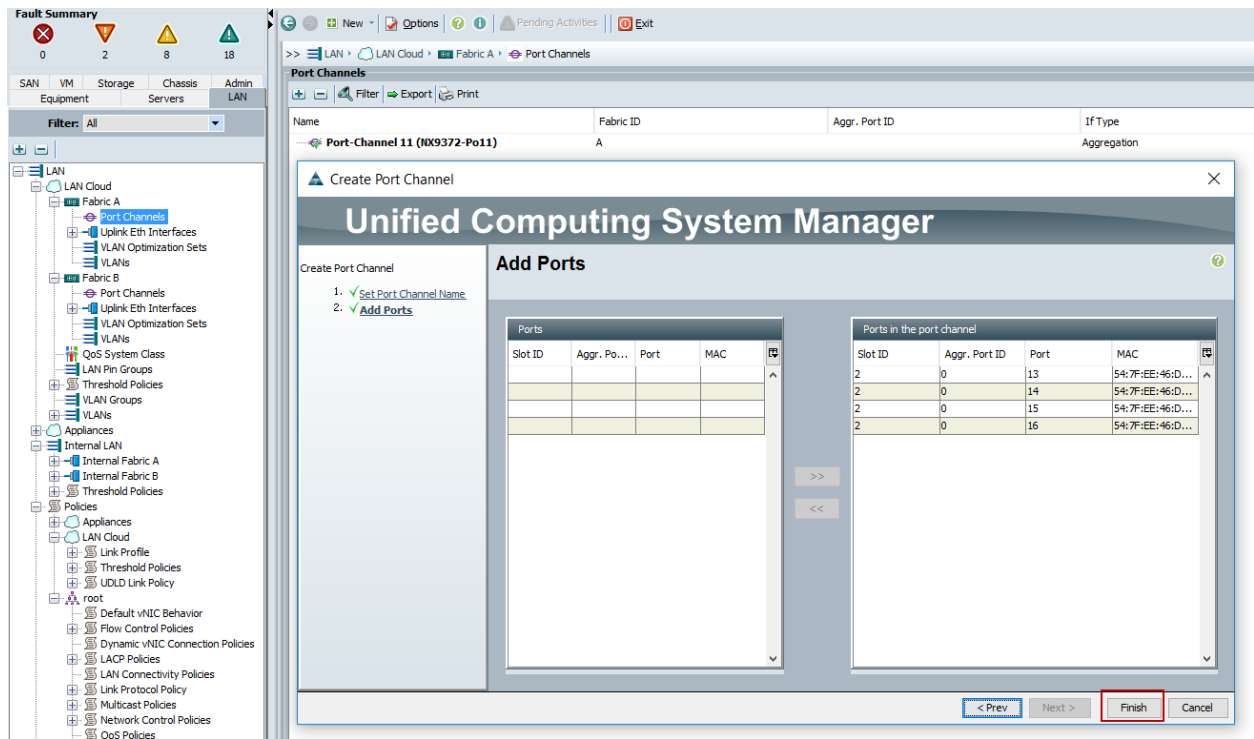 Fault Summary
0 2 8 18
SAN VM Storage Chassis Admin
Equipment Servers LAN
Filter: All
LAN
LAN Cloud
Fabric A
Port Channels
Uplink Eth Interfaces
VLAN Optimization Sets
VLANs
Fabric B
Port Channels
Uplink Eth Interfaces
VLAN Optimization Sets
VLANs
QoS System Class
LAN Pin Groups
Threshold Policies
VLAN Groups
VLANs
Appliances
Internal LAN
Internal Fabric A
Internal Fabric B
Threshold Policies
Policies
Appliances
LAN Cloud
Link Profile
Threshold Policies
UDLD Link Policy
root
Default vNIC Behavior
Flow Control Policies
Dynamic vNIC Connection Policies
LACP Policies
LAN Connectivity Policies
Link Protocol Policy
Multicast Policies
Network Control Policies
QoS Policies
New Options Pending Activities Exit
>> LAN LAN Cloud Fabric A Port Channels
Port Channels
Filter Export Print
Name Fabric ID Aggr. Port ID If Type
Port-Channel 11 (NX9372-Po11) A Aggregation
Create Port Channel
Unified Computing System Manager
Create Port Channel
1. √Set Port Channel Name
2. √Add Ports
Add Ports
Ports
Slot ID Aggr. Po... Port MAC
Ports in the port channel
Slot ID Aggr. Port ID Port MAC
2 0 13 54:7F:EE:46:D...
2 0 14 54:7F:EE:46:D...
2 0 15 54:7F:EE:46:D...
2 0 16 54:7F:EE:46:D...
>>
<<
< Prev Next > Finish Cancel